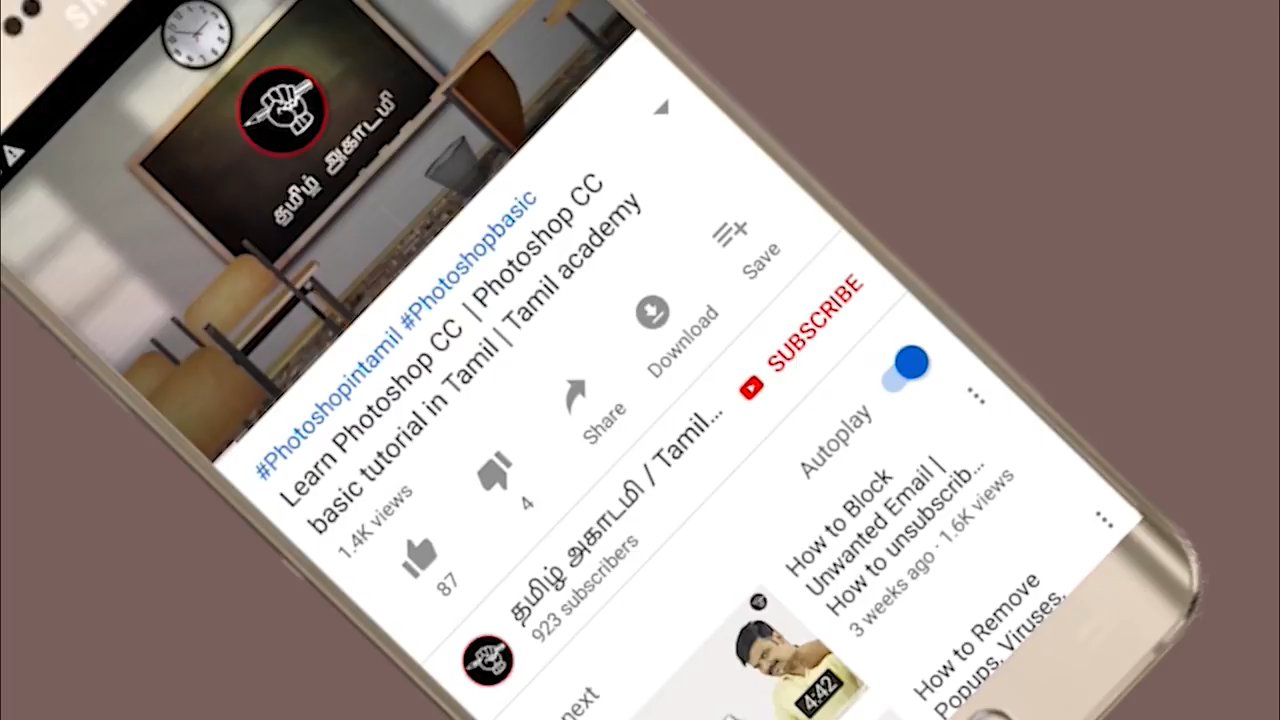 தமிழ் அகாடமி
#Photoshopintamil #Photoshopbasic
Learn Photoshop CC | Photoshop CC
basic tutorial in Tamil | Tamil academy
1.4K views
87
4
Share
Download
Save
தமிழ் அகாடமி / Tamil...
923 subscribers
SUBSCRIBE
next
Autoplay
How to Block
Unwanted Email |
How to unsubscrib...
3 weeks ago · 1.6K views
4:42
How to Remove
Popups, Viruses,